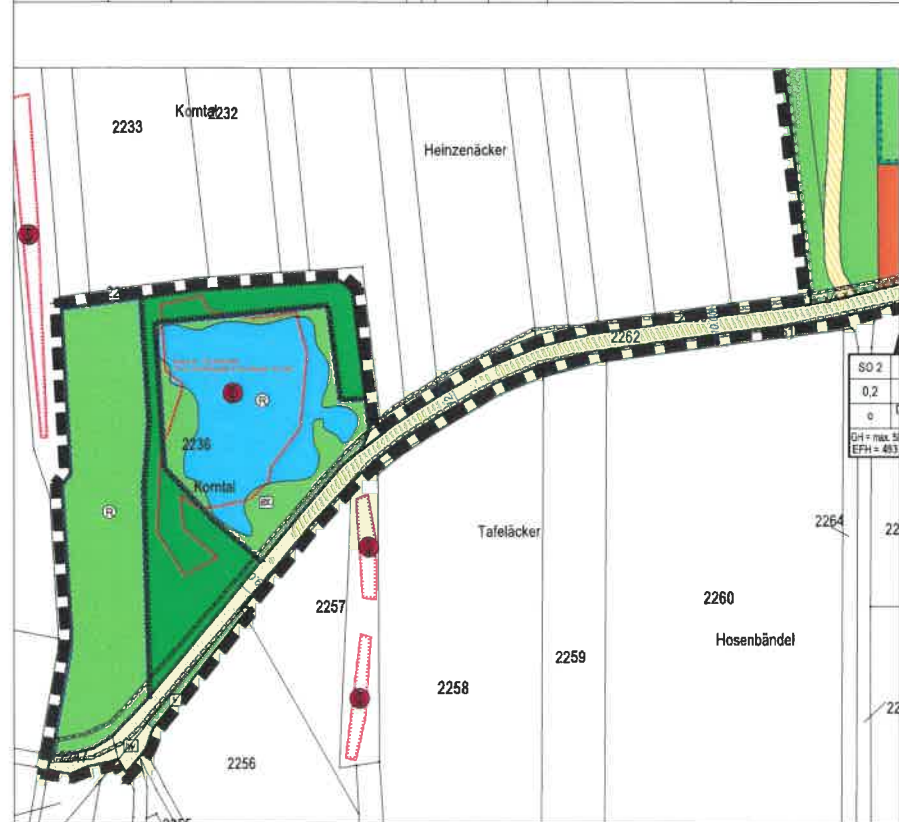 Korntal 2232
2233
Heinzenäcker
2262
SO 2
0,2
o
GH = max.
EFH = 493
2236
Korntal
R
R
Tafeläcker
2264
2257
2260
2259
Hosenbändel
2258
2256